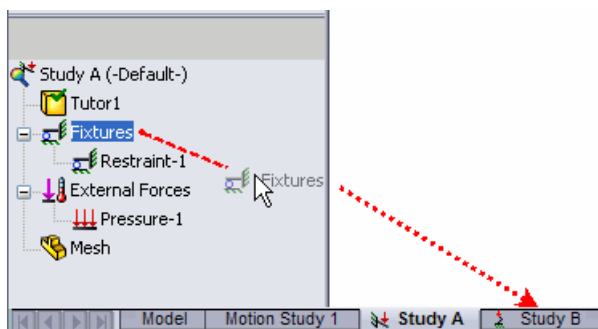 Study A (-Default-)
Tutor1
Fixtures
Restraint-1
Fixtures
External Forces
Pressure-1
Mesh
Model Motion Study 1 Study A Study B